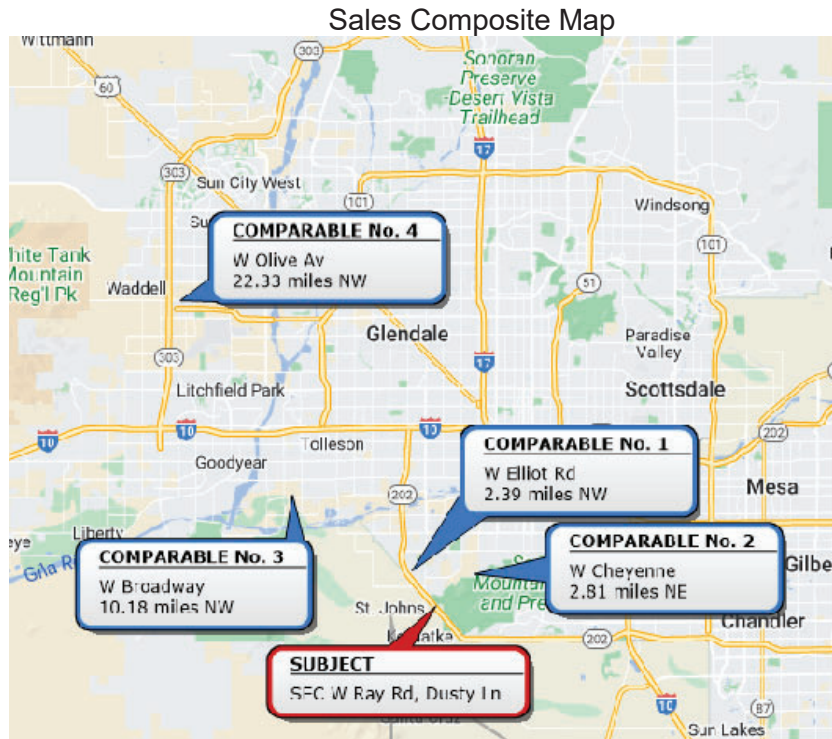 Sales Composite Map
Wittmann
303
60
Sonoran
Preserve
-Desert Vista
Trailhead
17
303
Sun City West
101
Windsong
101
COMPARABLE No. 4
W Olive Av
22.33 miles NW
51
Mountain
Reg'l Pk
Waddell
Glendale
Paradise
Valley
303
17
Litchfield Park
Scottsdale
10
10
10
202
Tolleson
Goodyear
COMPARABLE No. 1
W Elliot Rd
2.39 miles NW
202
Mesa
Liberty
COMPARABLE No. 3
W Broadway
10.18 miles NW
COMPARABLE No. 2
W Cheyenne
2.81 miles NE
St. Johns
202
Chandler
SUBJECT
SEC W Ray Rd, Dusty Ln
10
87
Sun Lakes